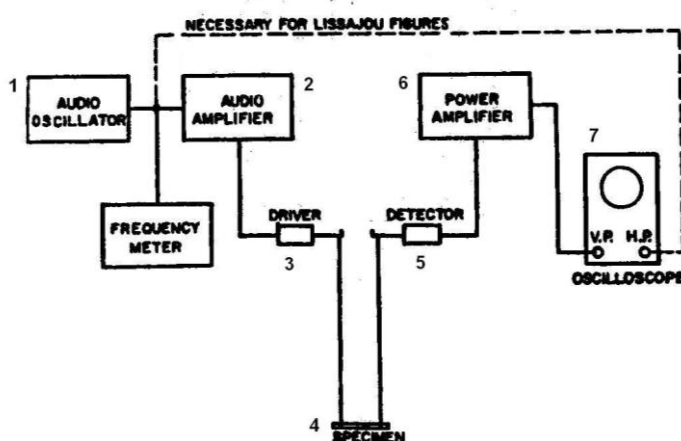 NECESSARY FOR LISSAJOU FIGURES
1
AUDIO
OSCILLATOR
2
AUDIO
AMPLIFIER
6
POWER
AMPLIFIER
7
FREQUENCY
METER
DRIVER
3
DETECTOR
5
V.P. H.P.
OSCILLOSCOPE
4
SPECIMEN